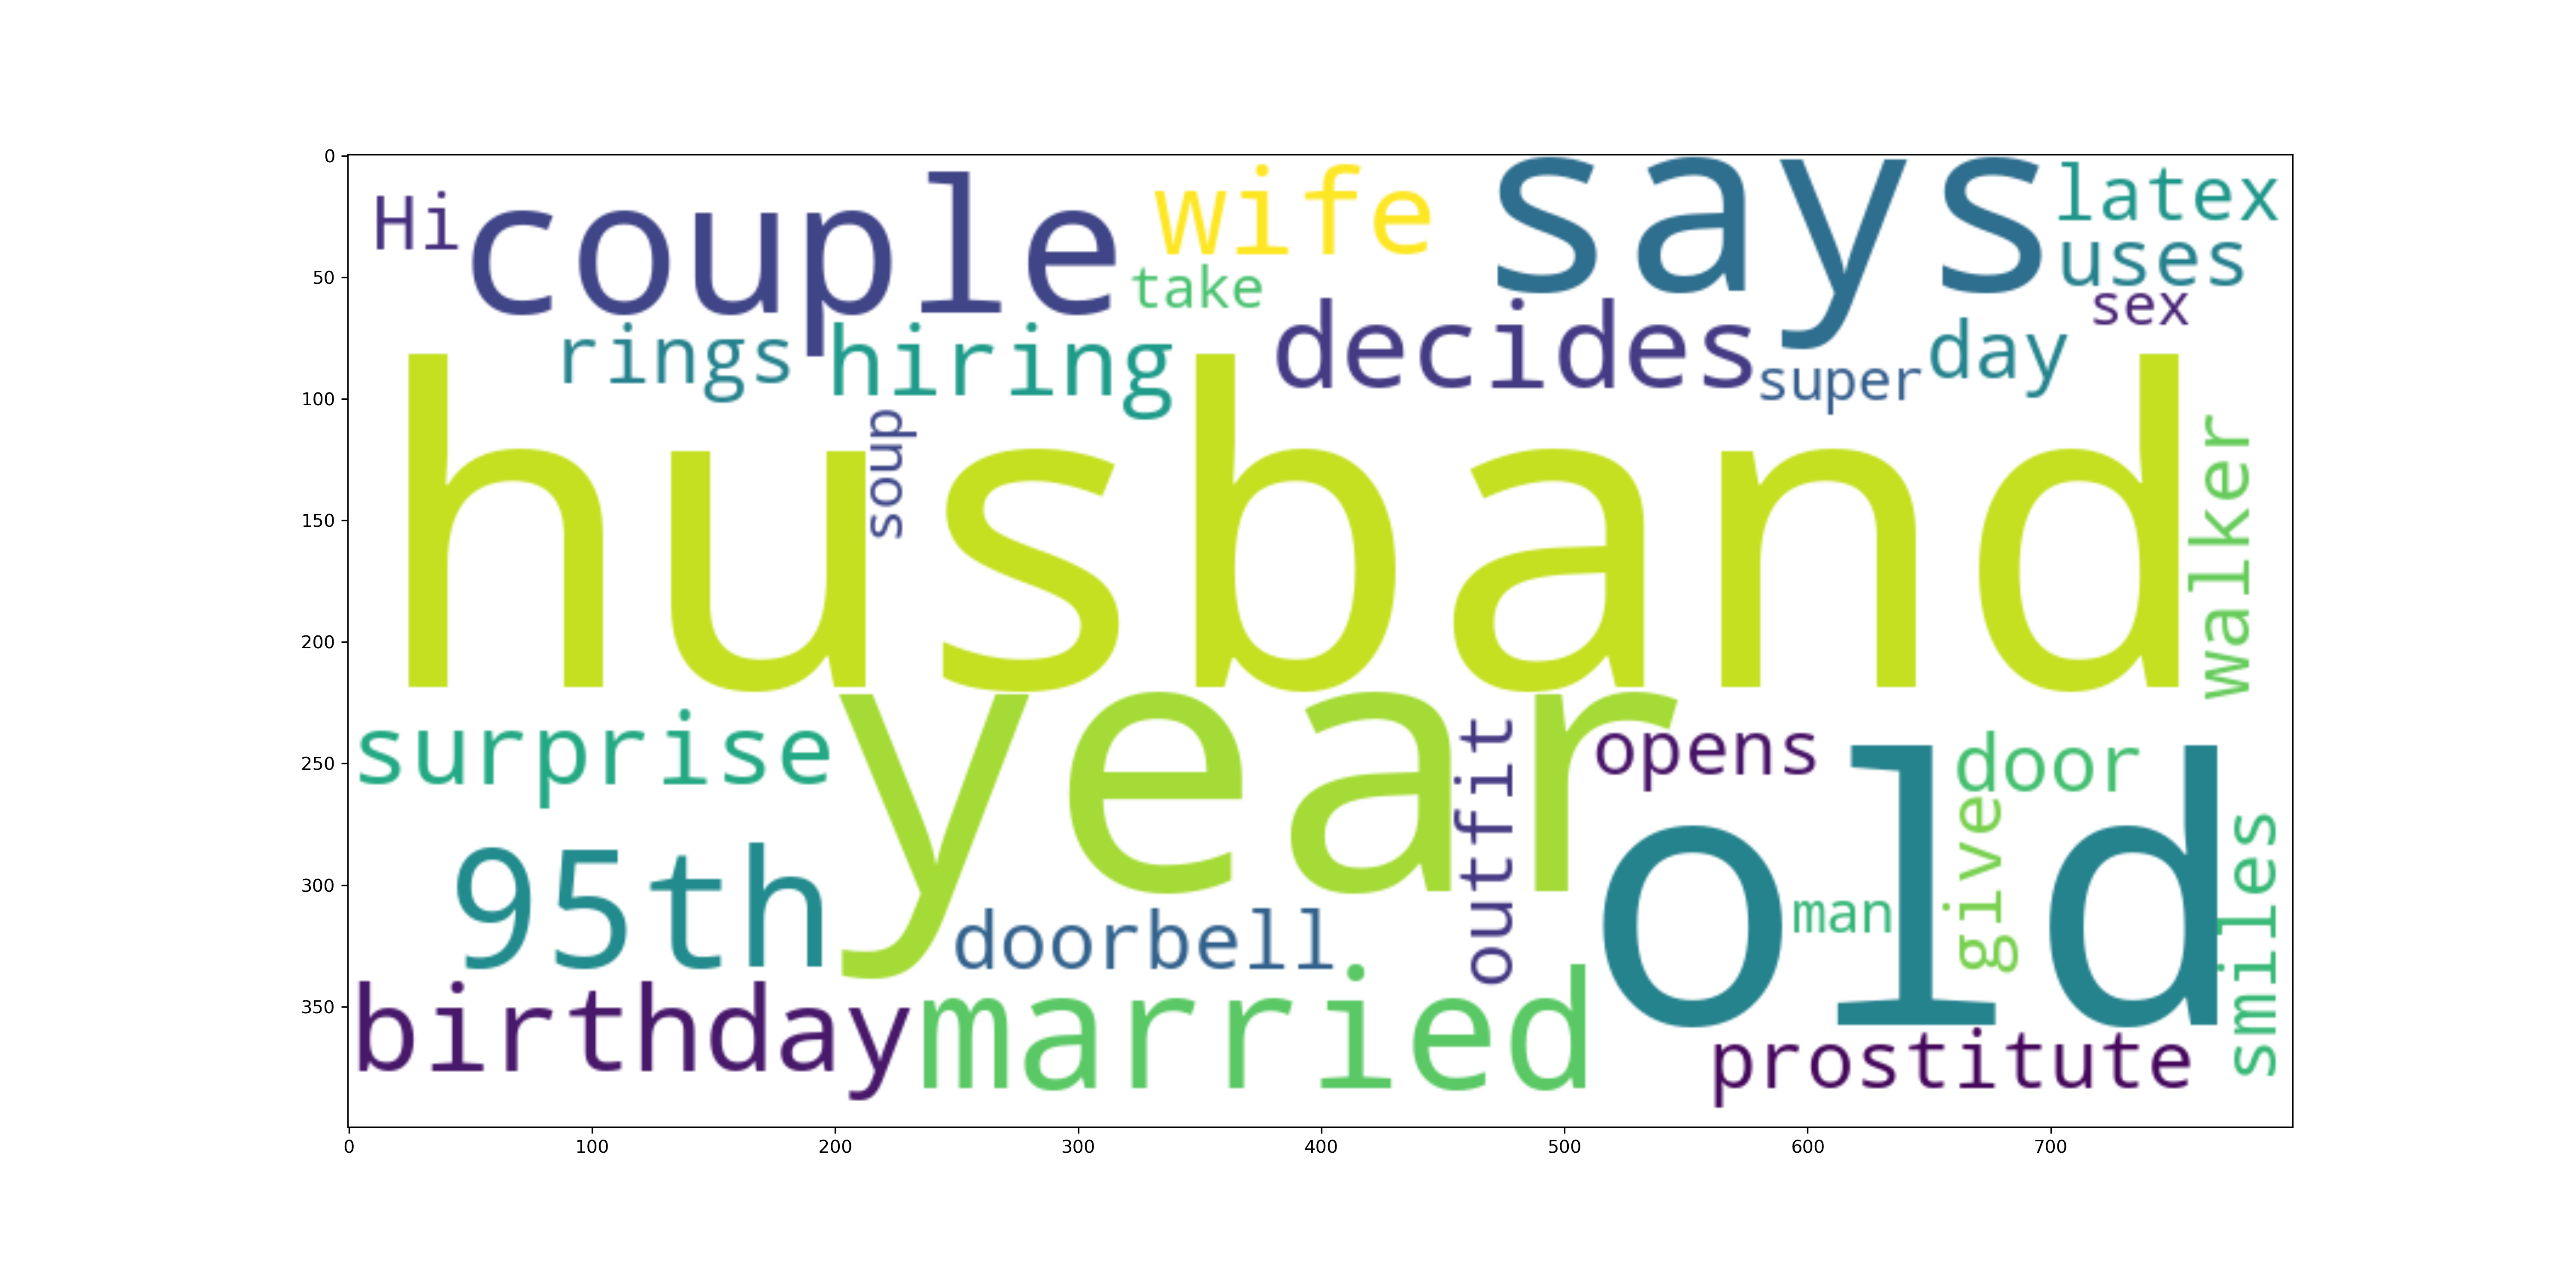 Hi couple wife says latex
take uses
sex
rings hiring decides super day
soup
husband
walker
surprise year outfit opens door
95th old give
man smiles
doorbell
birthday married
prostitute
0
50
100
150
200
250
300
350
0 100 200 300 400 500 600 700